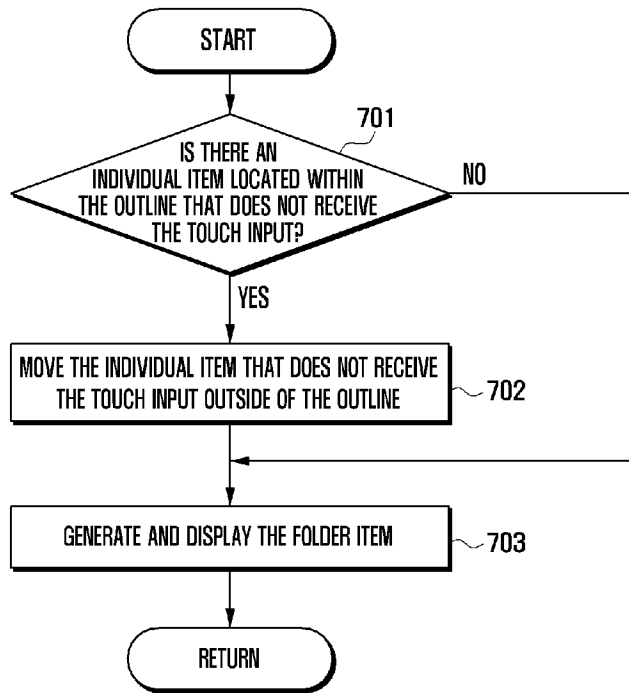 START
701
IS THERE AN
INDIVIDUAL ITEM LOCATED WITHIN
THE OUTLINE THAT DOES NOT RECEIVE
THE TOUCH INPUT?
NO
YES
MOVE THE INDIVIDUAL ITEM THAT DOES NOT RECEIVE
THE TOUCH INPUT OUTSIDE OF THE OUTLINE
702
GENERATE AND DISPLAY THE FOLDER ITEM
703
RETURN